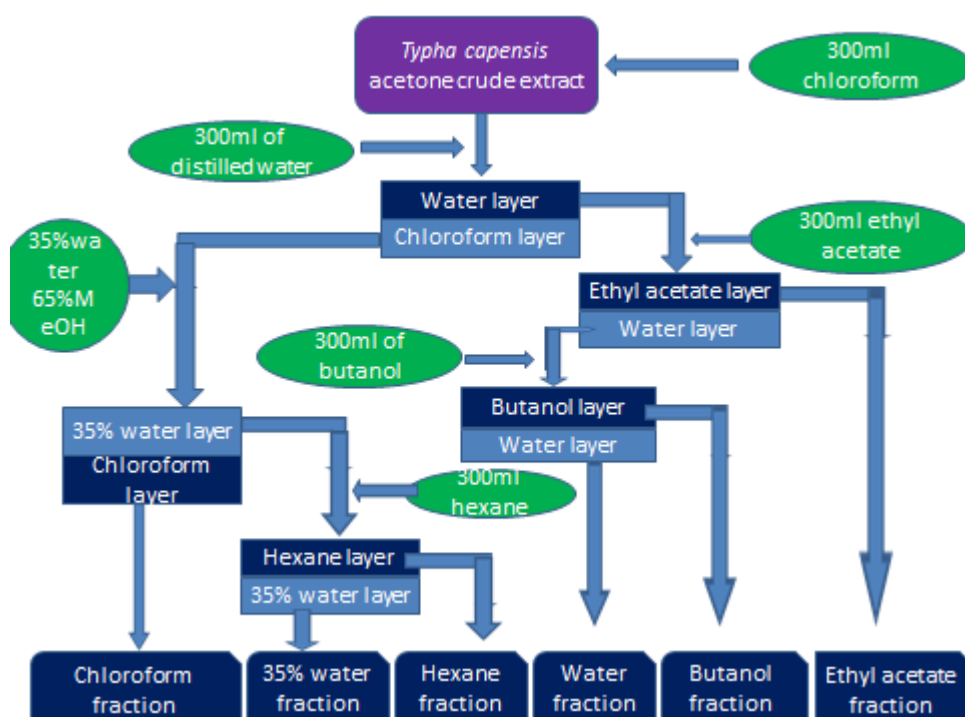 Typha capensis
acetone crude extract
300ml
chloroform
300ml of
distilled water
Water layer
Chloroform layer
300ml ethyl
acetate
35%wa
ter
65%M
eOH
Ethyl acetate layer
Water layer
300ml of
butanol
Butanol layer
Water layer
35% water layer
Chloroform
layer
300ml
hexane
Hexane layer
35% water layer
Chloroform
fraction
35% water
fraction
Hexane
fraction
Water
fraction
Butanol
fraction
Ethyl acetate
fraction